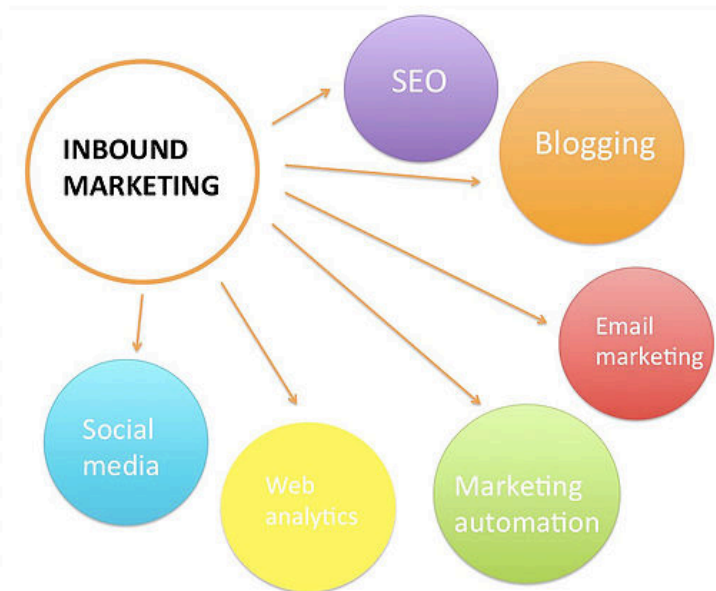 INBOUND
MARKETING
SEO
Blogging
Email
marketing
Marketing
automation
Web
analytics
Social
media